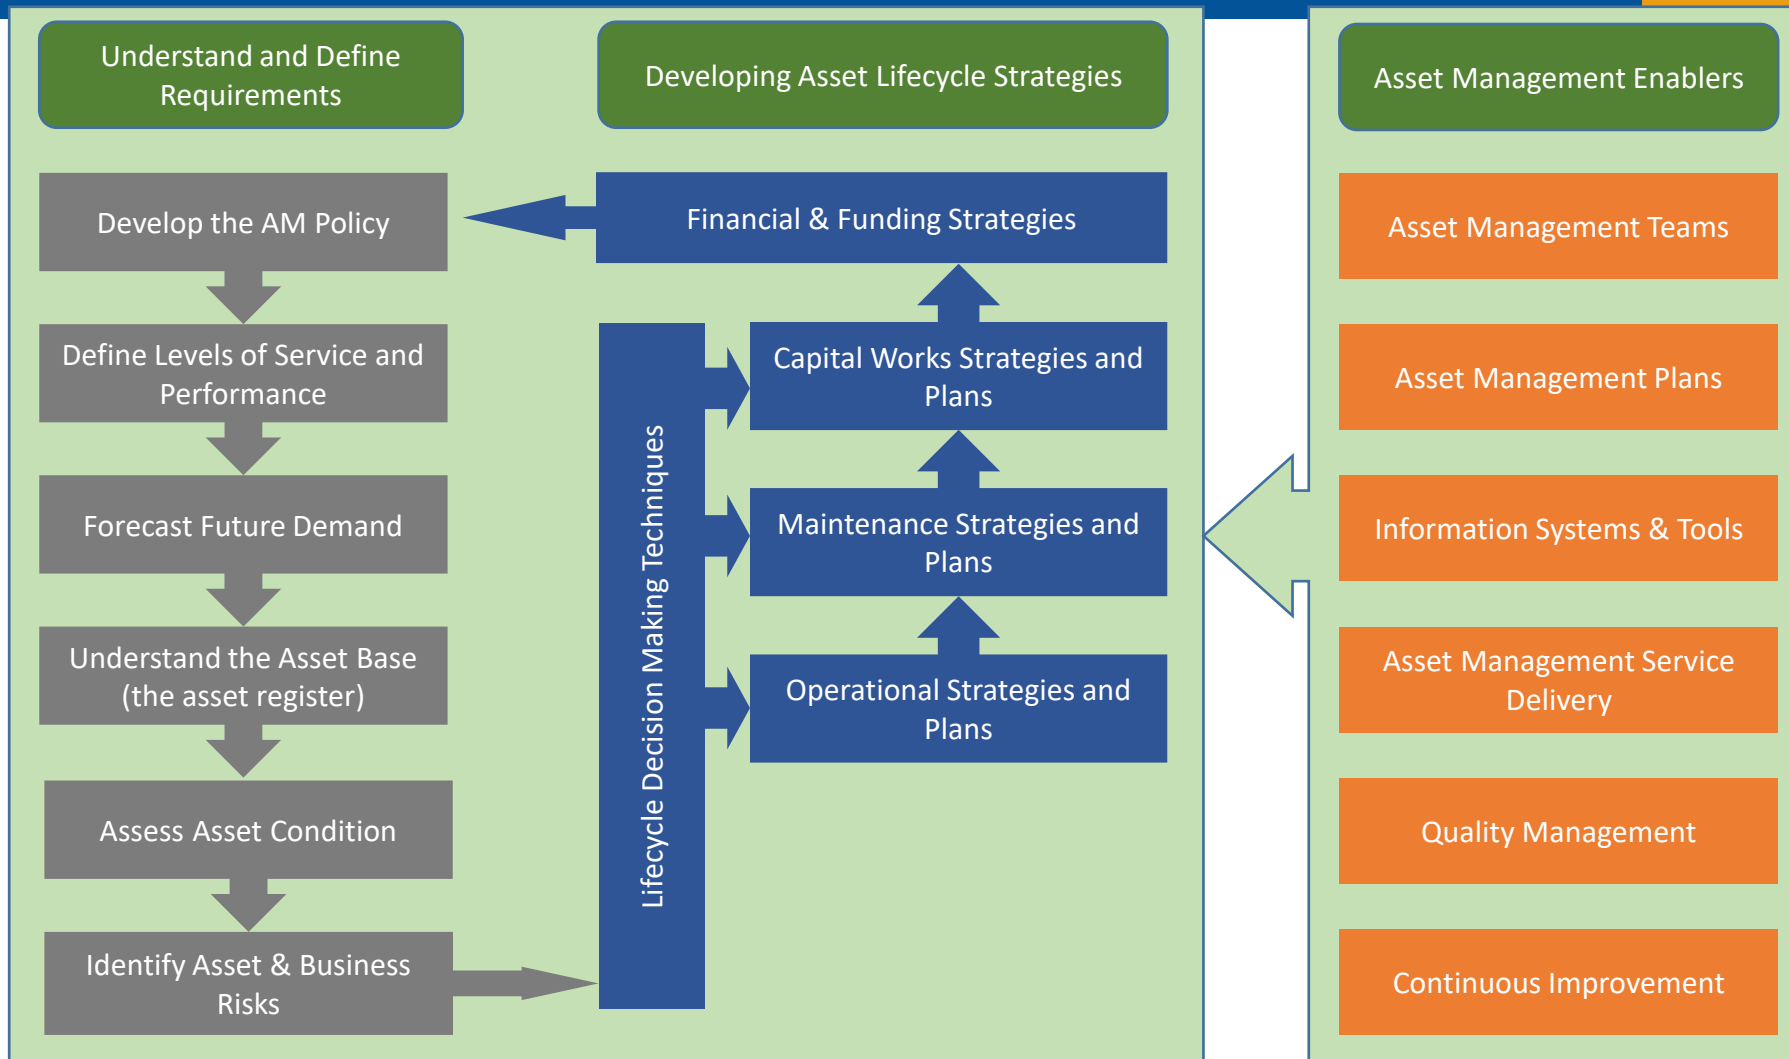 Understand and Define
Requirements
Develop the AM Policy
Define Levels of Service and
Performance
Forecast Future Demand
Understand the Asset Base
(the asset register)
Assess Asset Condition
Identify Asset & Business
Risks
Developing Asset Lifecycle Strategies
Financial & Funding Strategies
Lifecycle Decision Making Techniques
Capital Works Strategies and
Plans
Maintenance Strategies and
Plans
Operational Strategies and
Plans
Asset Management Enablers
Asset Management Teams
Asset Management Plans
Information Systems & Tools
Asset Management Service
Delivery
Quality Management
Continuous Improvement